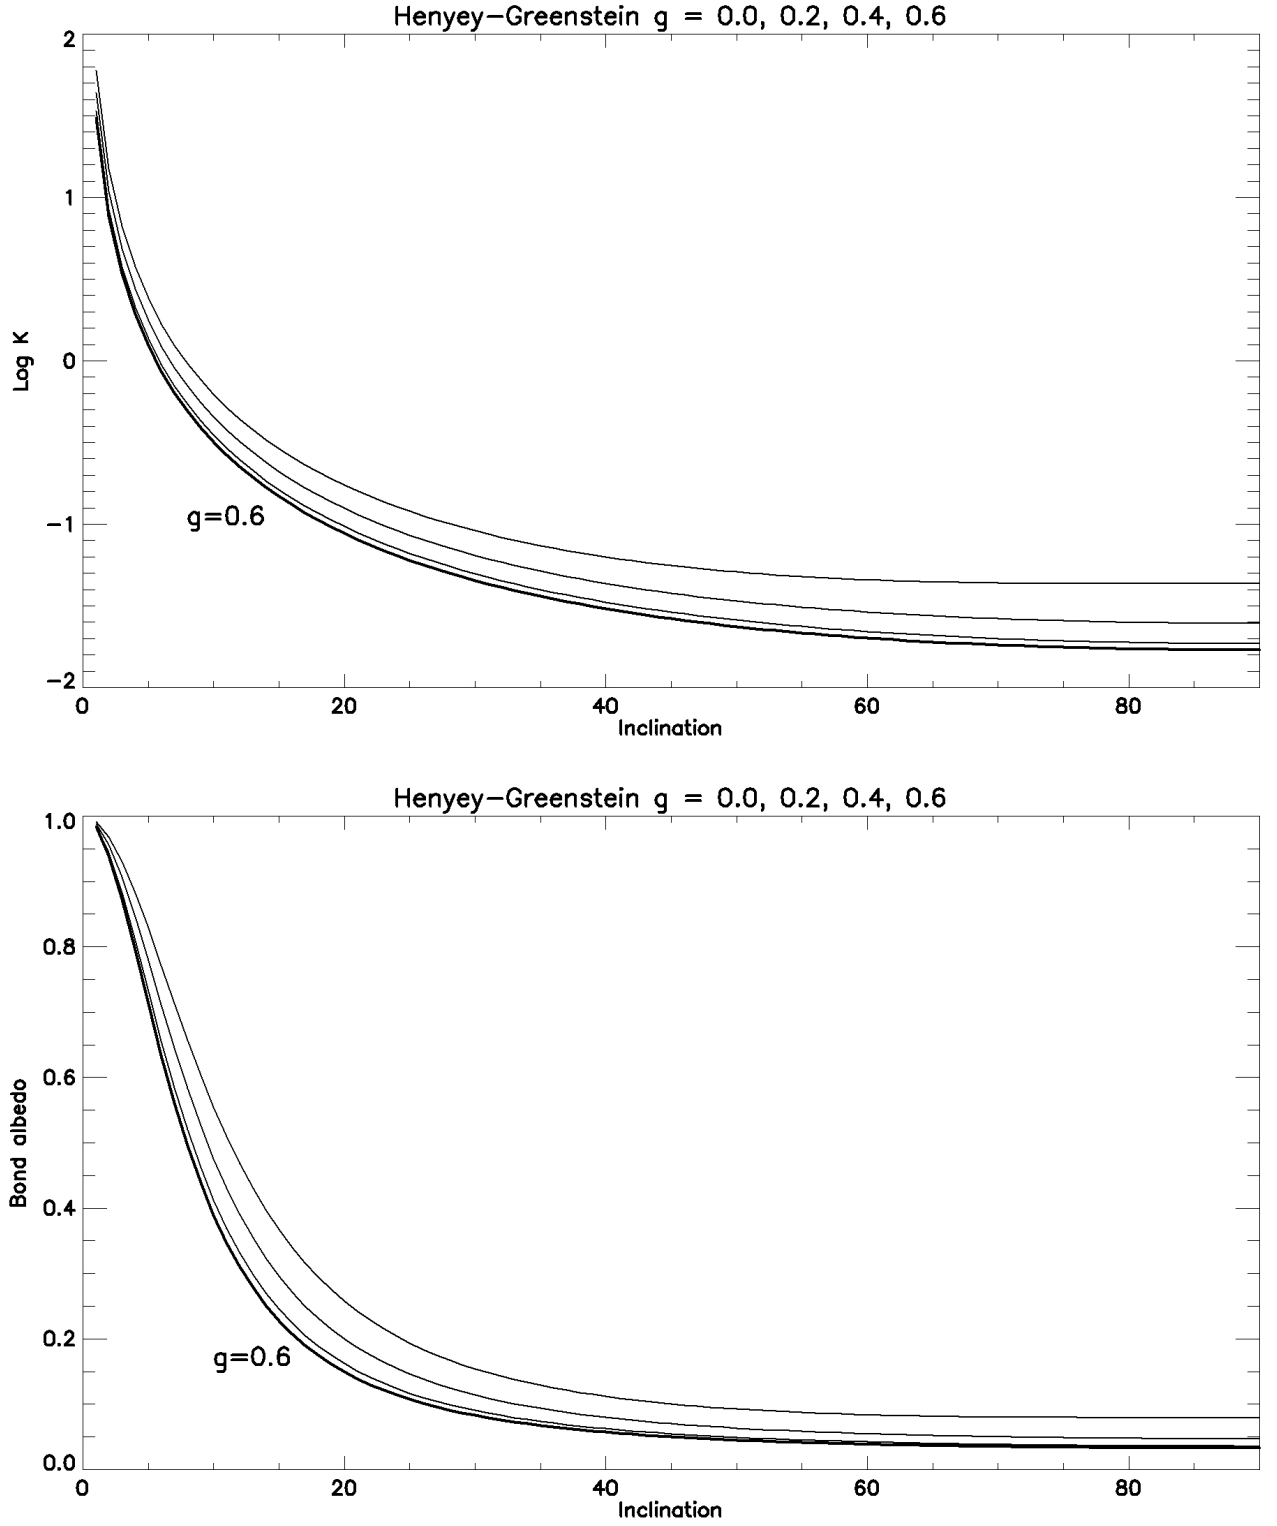 Henyey-Greenstein g = 0.0, 0.2, 0.4, 0.6
2
1
0
-1
-2
Log K
g=0.6
0 20 40 60 80
Inclination
Henyey-Greenstein g = 0.0, 0.2, 0.4, 0.6
1.0
0.8
0.6
0.4
0.2
0.0
Bond albedo
g=0.6
0 20 40 60 80
Inclination